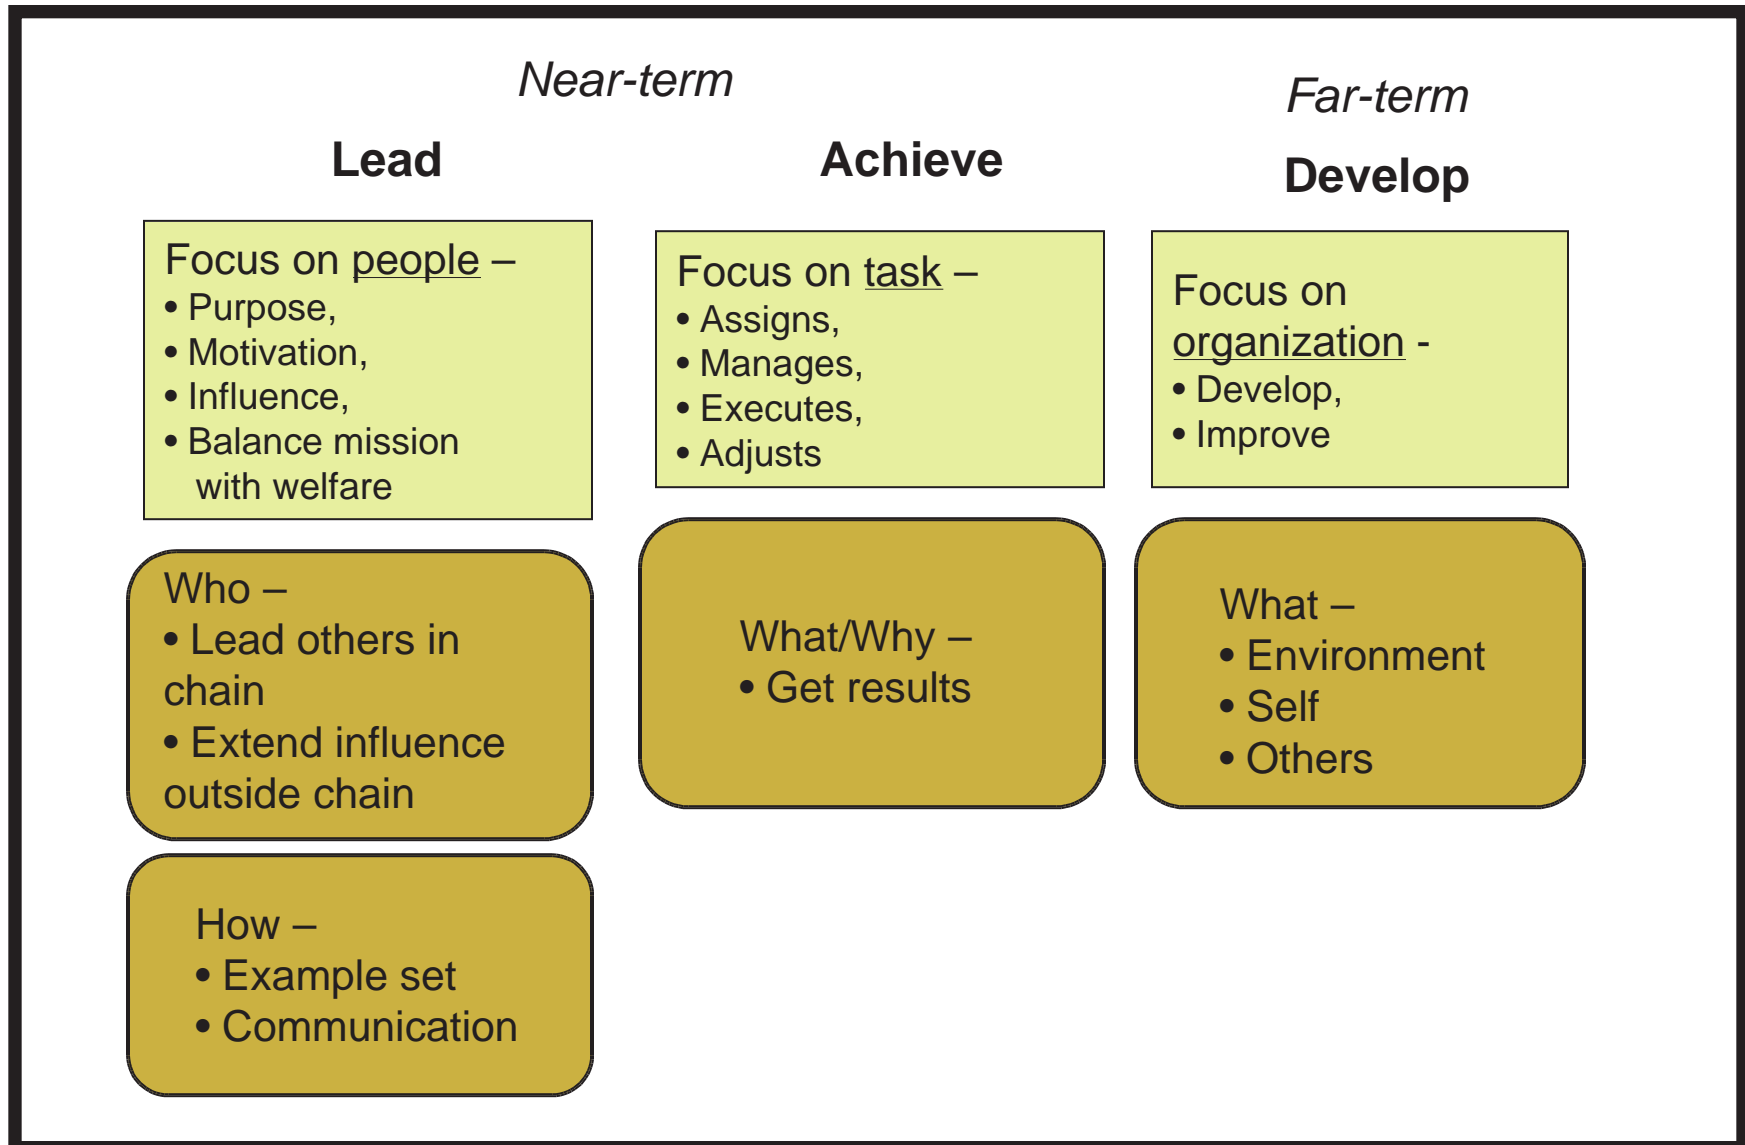 Near-term
Far-term
Lead
Achieve
Develop
Focus on people –
• Purpose,
• Motivation,
• Influence,
• Balance mission
with welfare
Focus on task –
• Assigns,
• Manages,
• Executes,
• Adjusts
Focus on
organization -
• Develop,
• Improve
Who –
• Lead others in
chain
• Extend influence
outside chain
What/Why –
• Get results
What –
• Environment
• Self
• Others
How –
• Example set
• Communication